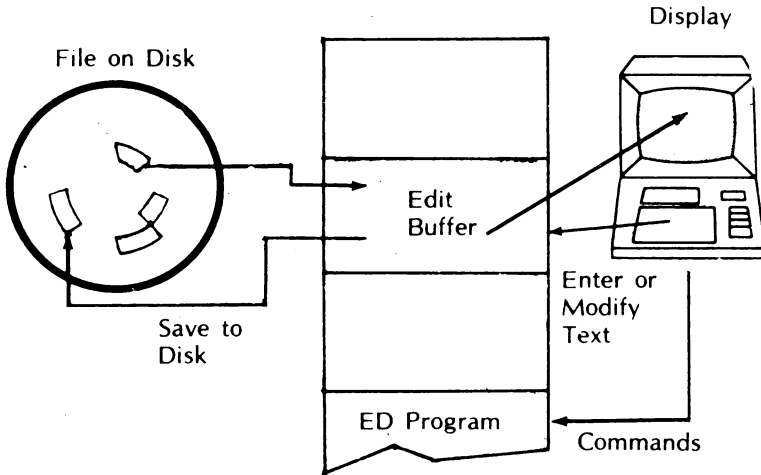 Display
File on Disk
Edit
Buffer
Enter or
Modify
Text
Save to
Disk
ED Program
Commands